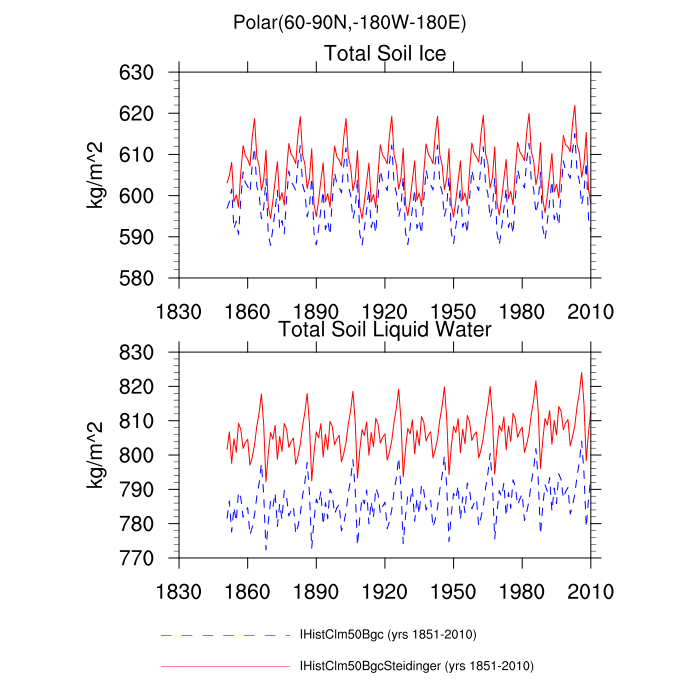 Polar(60-90N,-180W-180E)
Total Soil Ice
630
620
610
600
590
580
kg/m^2
1830 1860 1890 1920 1950 1980 2010
Total Soil Liquid Water
830
820
810
800
790
780
770
kg/m^2
1830 1860 1890 1920 1950 1980 2010
IHistClm50Bgc (yrs 1851-2010)
IHistClm50BgcSteidinger (yrs 1851-2010)